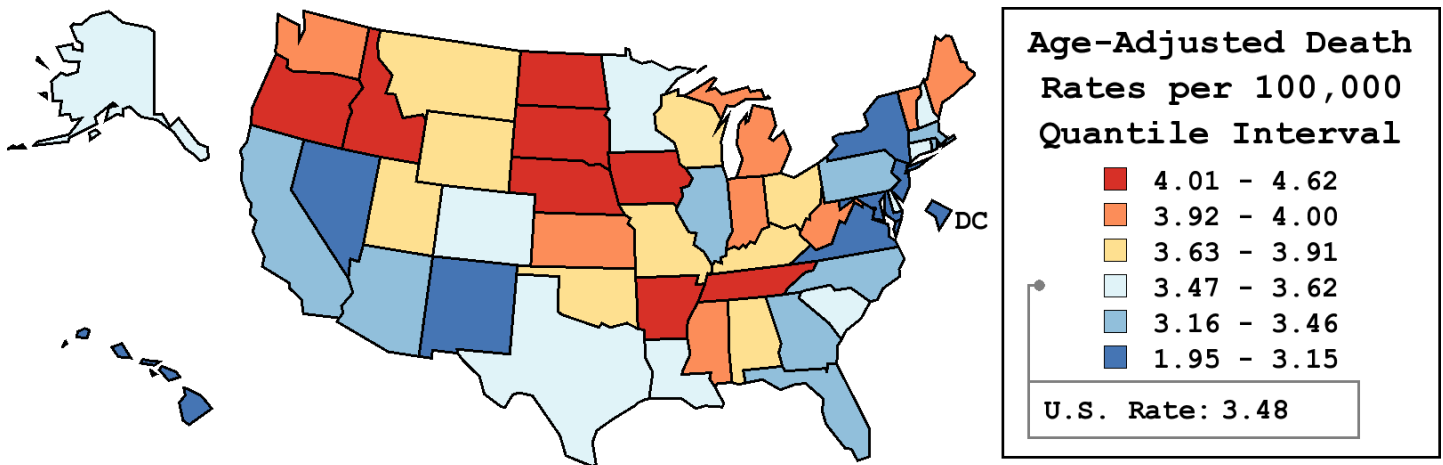 Age-Adjusted Death
Rates per 100,000
Quantile Interval
4.01 - 4.62
3.92 - 4.00
3.63 - 3.91
3.47 - 3.62
3.16 - 3.46
1.95 - 3.15
U.S. Rate: 3.48
DC